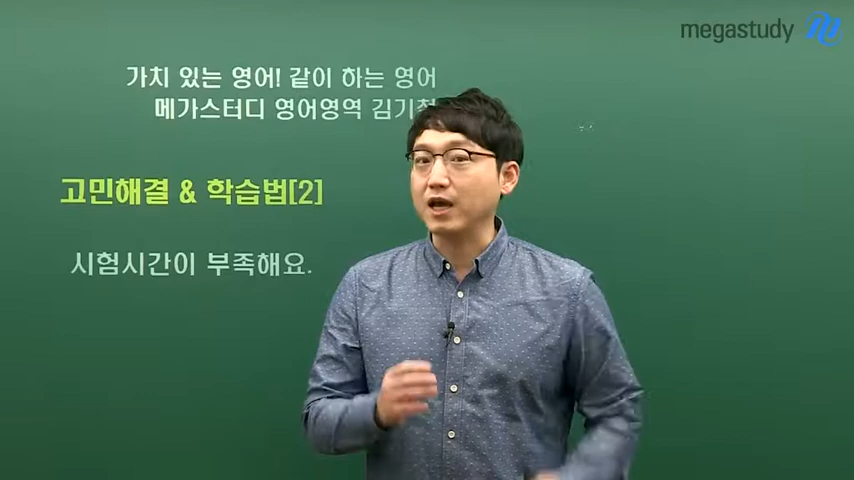 megastudy
가치 있는 영어! 같이 하는 영어
메가스터디 영어영역 김기철
고민해결 & 학습법[2]
시험시간이 부족해요.